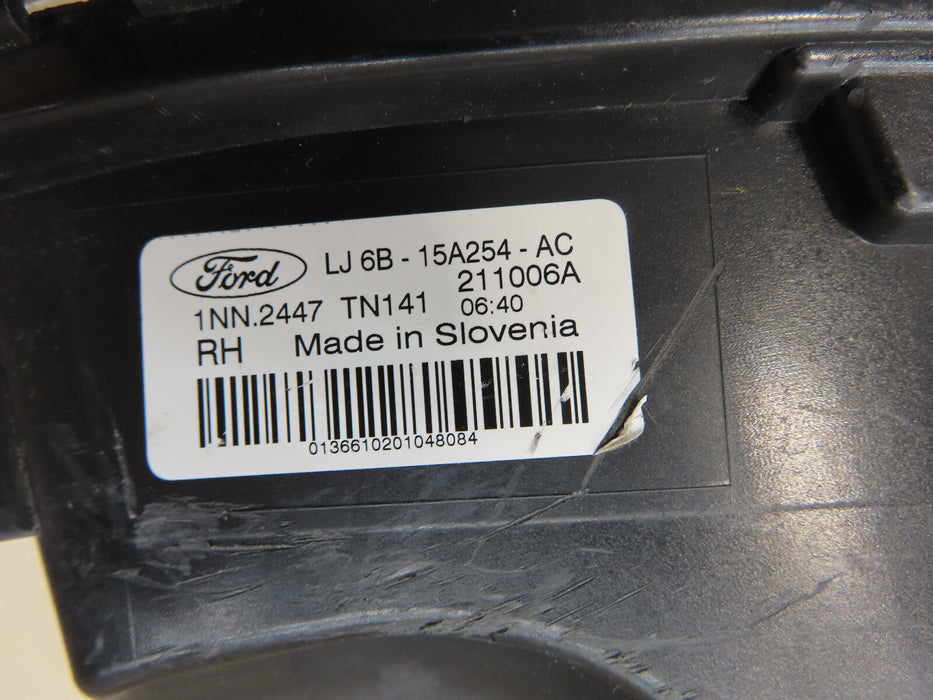 Ford LJ 6B - 15A254 - AC
211006A
1NN.2447 TN141 06:40
RH Made in Slovenia
0136610201048084